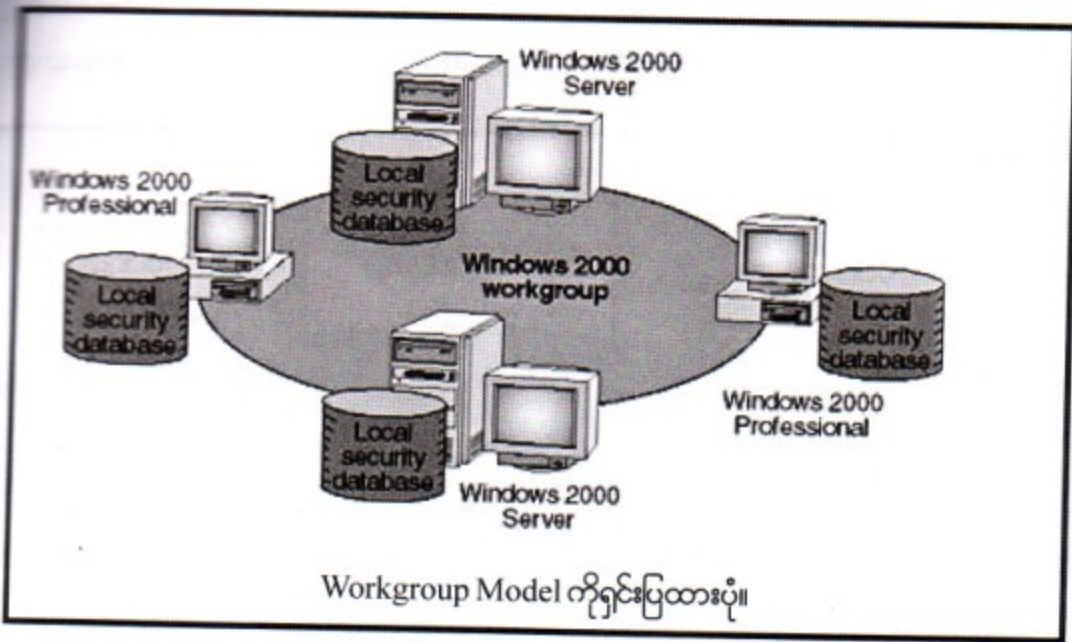 Windows 2000
Server
Local
security
database
Windows 2000
Professional
Local
security
database
Windows 2000
workgroup
Local
security
database
Windows 2000
Professional
Local
security
database
Windows 2000
Server
Workgroup Model ကိုရှင်းပြထားပုံ။